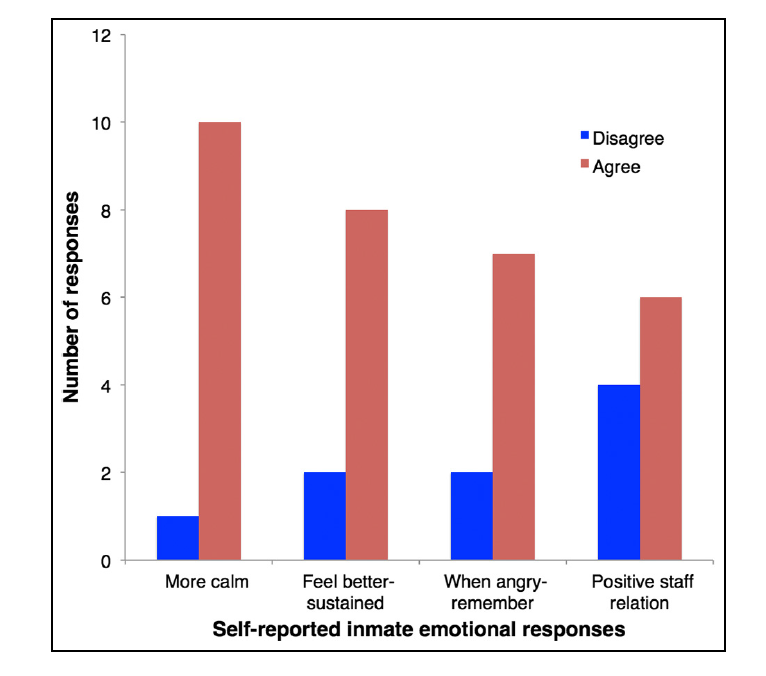 12
10
8
6
4
2
0
Number of responses
Disagree
Agree
More calm
Feel better-
sustained
When angry-
remember
Positive staff
relation
Self-reported inmate emotional responses